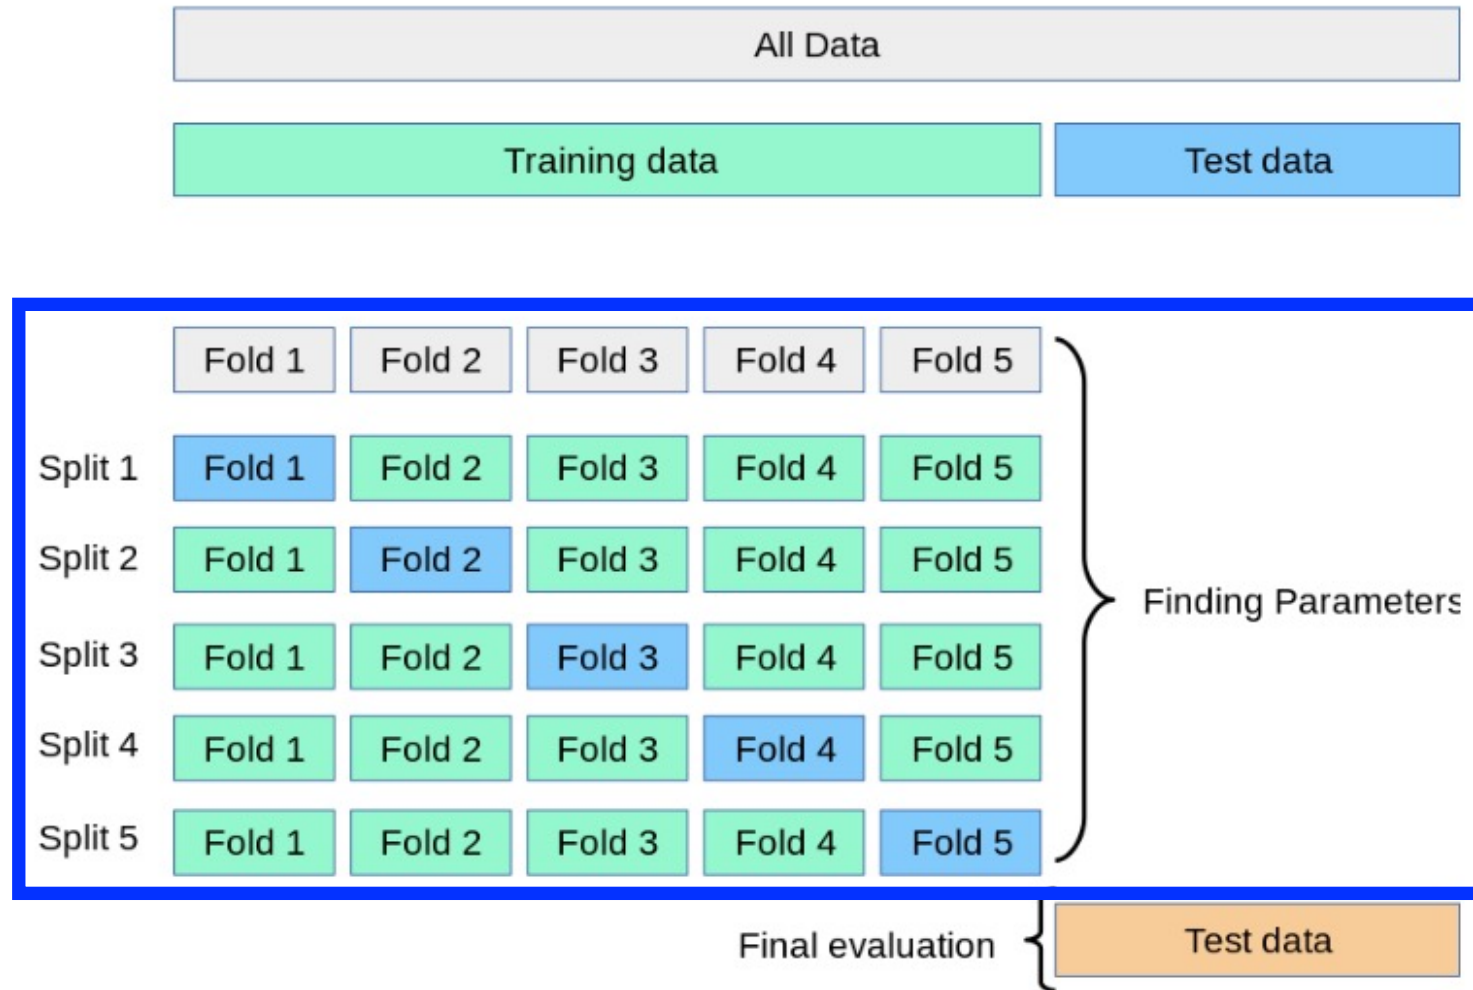 All Data
Training data Test data
Fold 1 Fold 2 Fold 3 Fold 4 Fold 5
Split 1 Fold 1 Fold 2 Fold 3 Fold 4 Fold 5
Split 2 Fold 1 Fold 2 Fold 3 Fold 4 Fold 5
Finding Parameters
Split 3 Fold 1 Fold 2 Fold 3 Fold 4 Fold 5
Split 4 Fold 1 Fold 2 Fold 3 Fold 4 Fold 5
Split 5 Fold 1 Fold 2 Fold 3 Fold 4 Fold 5
Final evaluation Test data